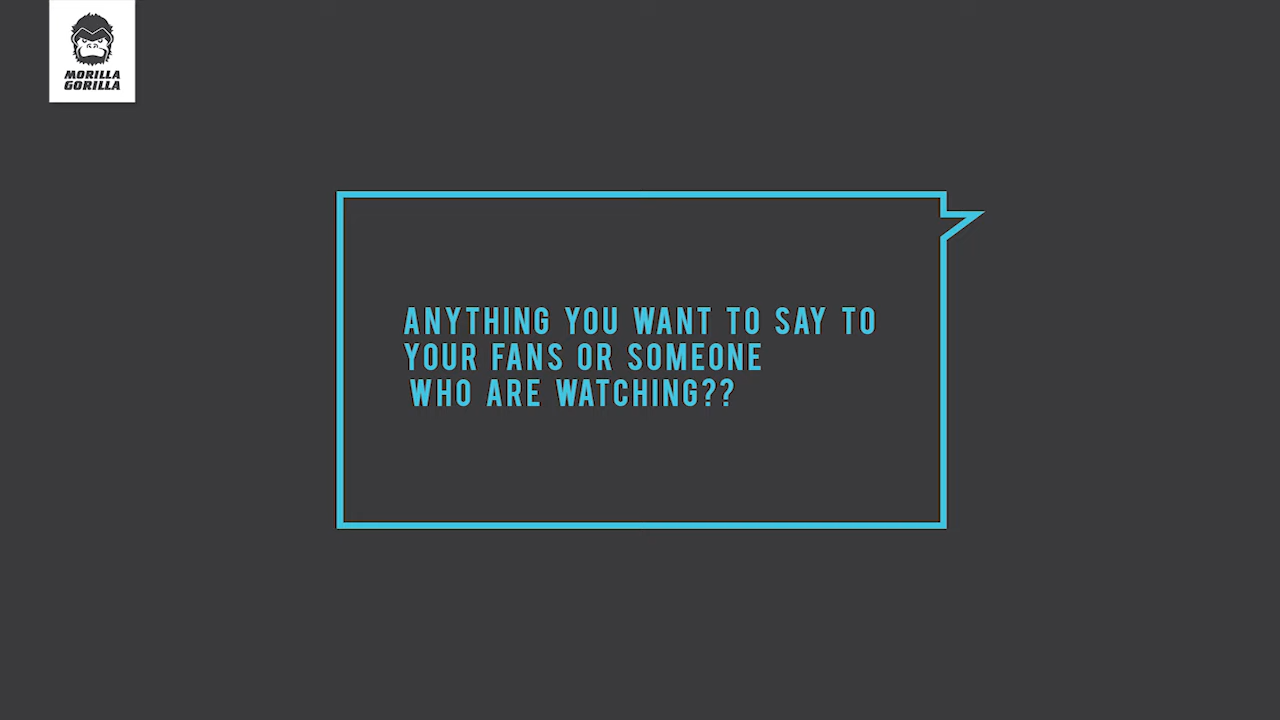 MORILLA
GORILLA
ANYTHING YOU WANT TO SAY TO
YOUR FANS OR SOMEONE
WHO ARE WATCHING??